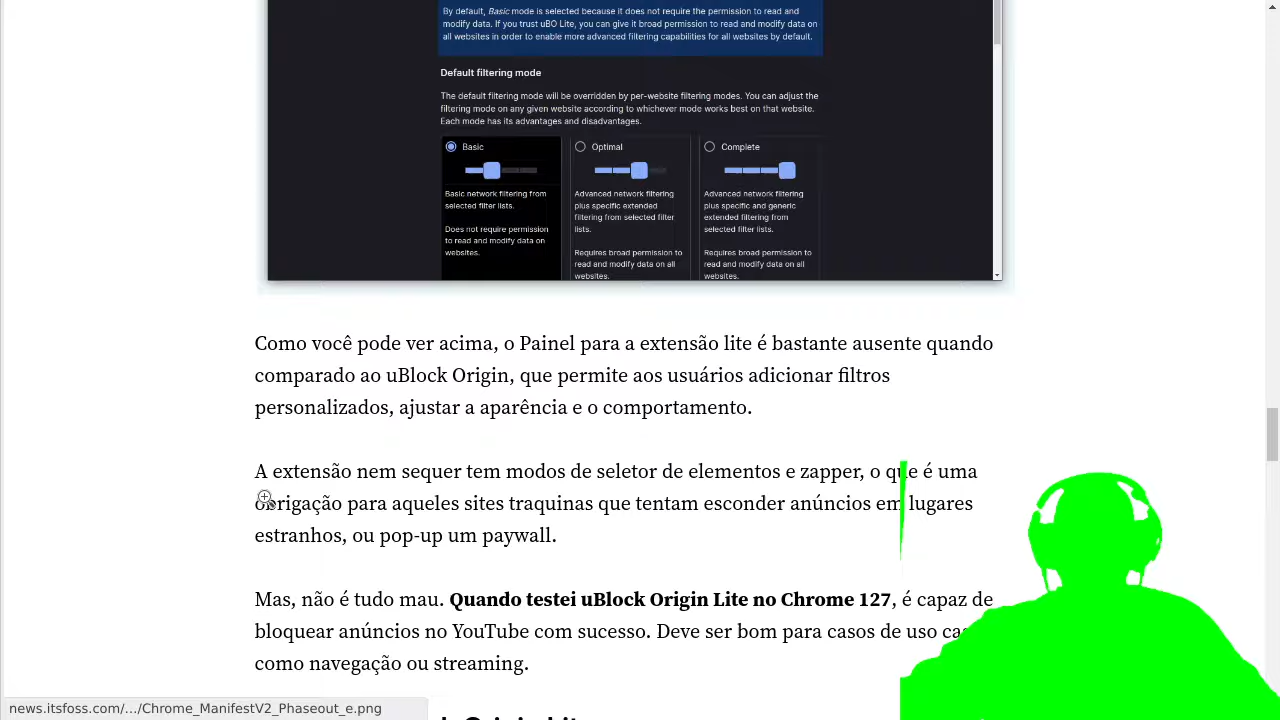 By default, Basic mode is selected because it does not require the permission to read and
modify data. If you trust uBO Lite, you can give it broad permission to read and modify data on
all websites in order to enable more advanced filtering capabilities for all websites by default.
Default filtering mode
The default filtering mode will be overridden by per-website filtering modes. You can adjust the
filtering mode on any given website according to whichever mode works best on that website.
Each mode has its advantages and disadvantages.
Basic
Basic network filtering from
selected filter lists.
Does not require permission
to read and modify data on
websites.
Optimal
Advanced network filtering
plus specific extended
filtering from selected filter
lists.
Requires broad permission to
read and modify data on all
websites.
Complete
Advanced network filtering
plus specific and generic
extended filtering from
selected filter lists.
Requires broad permission to
read and modify data on all
websites.
Como você pode ver acima, o Painel para a extensão lite é bastante ausente quando
comparado ao uBlock Origin, que permite aos usuários adicionar filtros
personalizados, ajustar a aparência e o comportamento.
A extensão nem sequer tem modos de seletor de elementos e zapper, o que é uma
obrigação para aqueles sites traquinas que tentam esconder anúncios em lugares
estranhos, ou pop-up um paywall.
Mas, não é tudo mau. Quando testei uBlock Origin Lite no Chrome 127, é capaz de
bloquear anúncios no YouTube com sucesso. Deve ser bom para casos de uso
como navegação ou streaming.
news.itsfoss.com/.../Chrome_ManifestV2_Phaseout_e.png